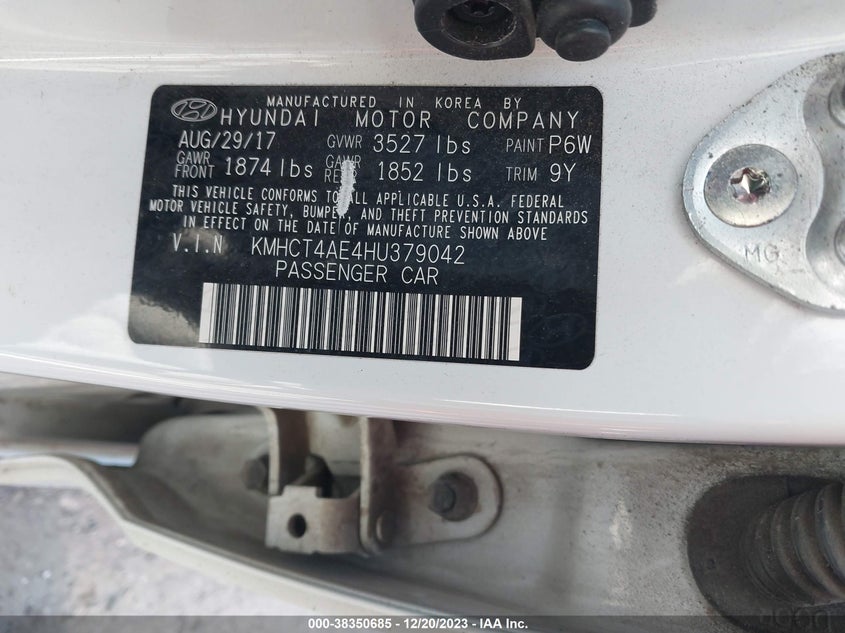 MANUFACTURED IN KOREA BY
HYUNDAI MOTOR COMPANY
AUG/29/17 GVWR 3527 lbs PAINT P6W
GAWR FRONT 1874 lbs GAWR 1852 lbs TRIM 9Y
THIS VEHICLE CONFORMS TO ALL APPLICABLE U.S.A. FEDERAL
MOTOR VEHICLE SAFETY, BUMPER, AND THEFT PREVENTION STANDARDS
IN EFFECT ON THE DATE OF MANUFACTURE SHOWN ABOVE
V.I.N KMHCT4AE4HU379042
PASSENGER CAR
MG
000-38350685 - 12/20/2023 - IAA, Inc.